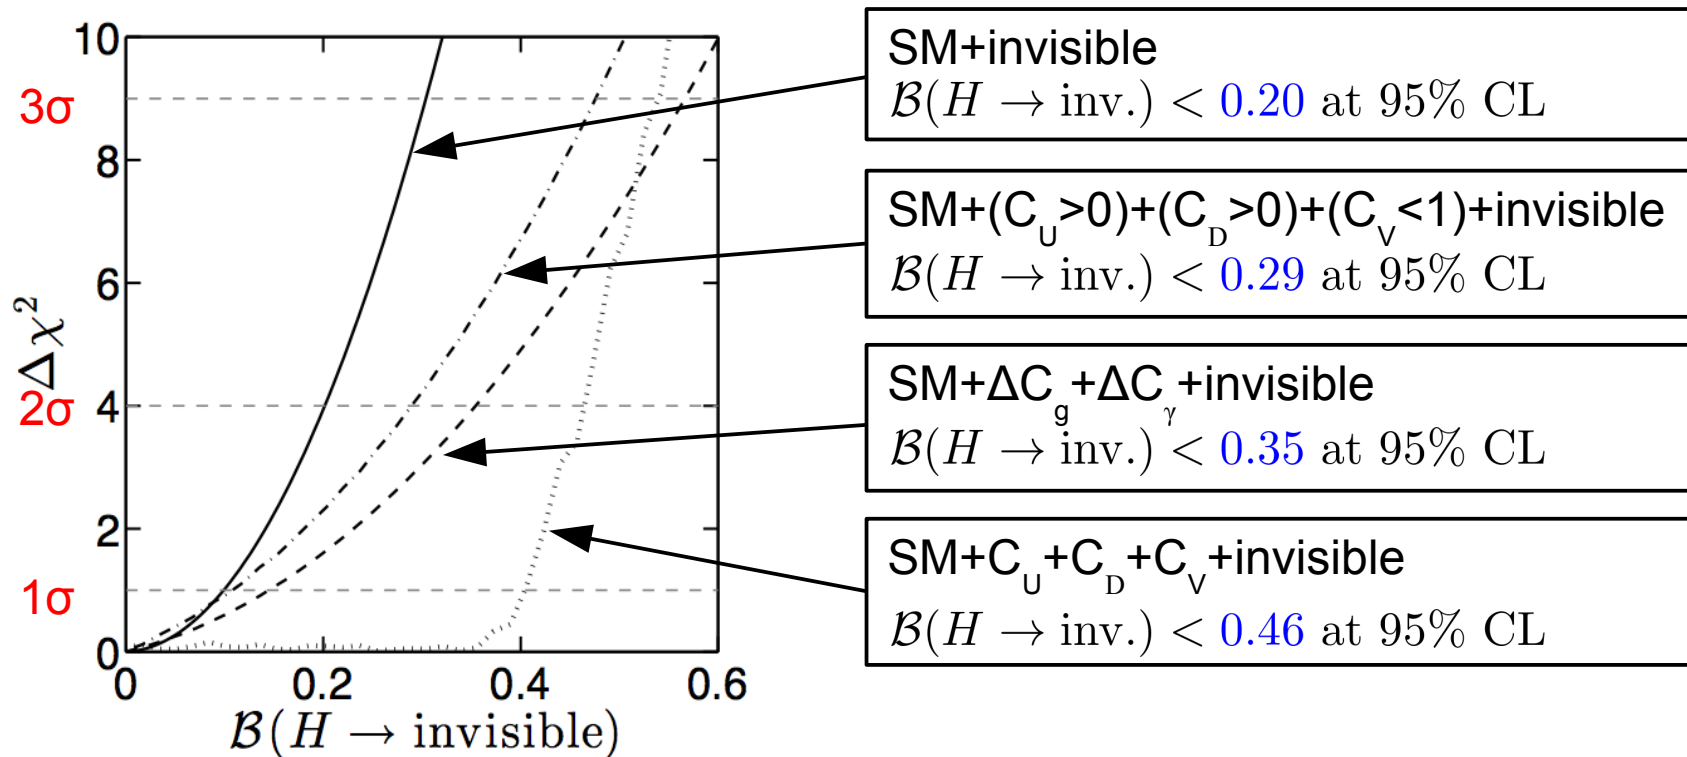 10
3σ
8
6
Δχ²
2σ
4
2
1σ
0
0
0.2
0.4
0.6
ℬ(H → invisible)
SM+invisible
ℬ(H → inv.) < 0.20 at 95% CL
SM+(C_U>0)+(C_D>0)+(C_V<1)+invisible
ℬ(H → inv.) < 0.29 at 95% CL
SM+ΔC_g+ΔC_γ+invisible
ℬ(H → inv.) < 0.35 at 95% CL
SM+C_U+C_D+C_V+invisible
ℬ(H → inv.) < 0.46 at 95% CL